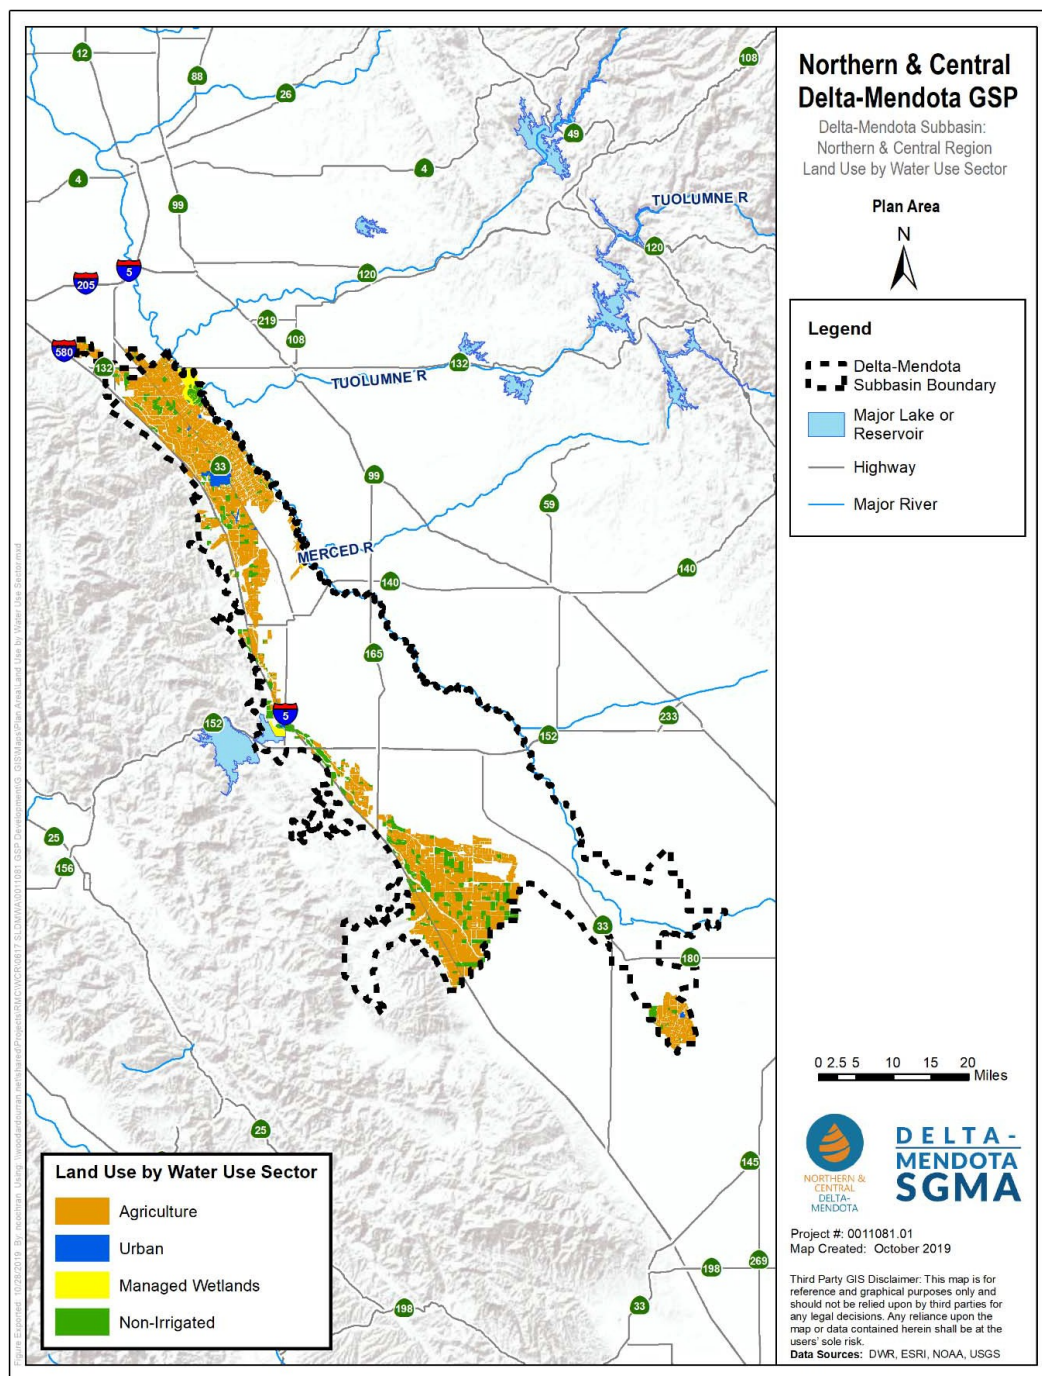 Northern & Central
Delta-Mendota GSP
Delta-Mendota Subbasin:
Northern & Central Region
Land Use by Water Use Sector
Plan Area
N
Legend
Delta-Mendota
Subbasin Boundary
Major Lake or
Reservoir
Highway
Major River
0 2.5 5 10 15 20
Miles
NORTHERN &
CENTRAL
DELTA-
MENDOTA
DELTA-
MENDOTA
SGMA
Project #: 0011081.01
Map Created: October 2019
Third Party GIS Disclaimer: This map is for
reference and graphical purposes only and
should not be relied upon by third parties for
any legal decisions. Any reliance upon the
map or data contained herein shall be at the
users' sole risk.
Data Sources: DWR, ESRI, NOAA, USGS
12
88
26
108
49
4
4
99
TUOLUMNE R
120
5
205
120
219
108
580
132
132
TUOLUMNE R
33
99
59
MERCED R
140
140
165
5
152
233
152
25
156
33
180
25
145
269
198
198
33
Land Use by Water Use Sector
Agriculture
Urban
Managed Wetlands
Non-Irrigated